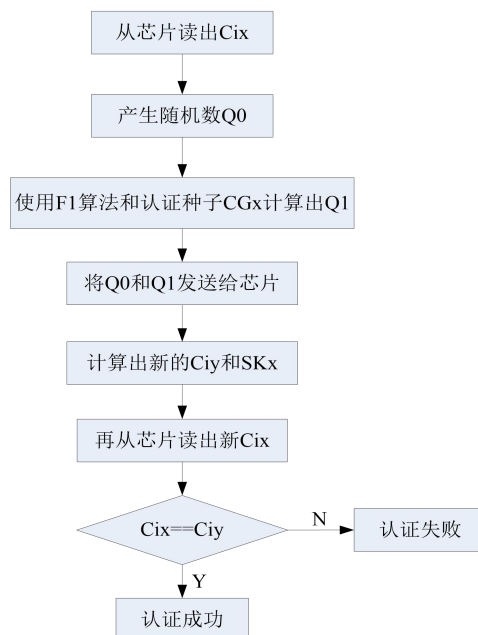 从芯片读出Cix
产生随机数Q0
使用F1算法和认证种子CGx计算出Q1
将Q0和Q1发送给芯片
计算出新的Ciy和SKx
再从芯片读出新Cix
Cix==Ciy
N
认证失败
Y
认证成功